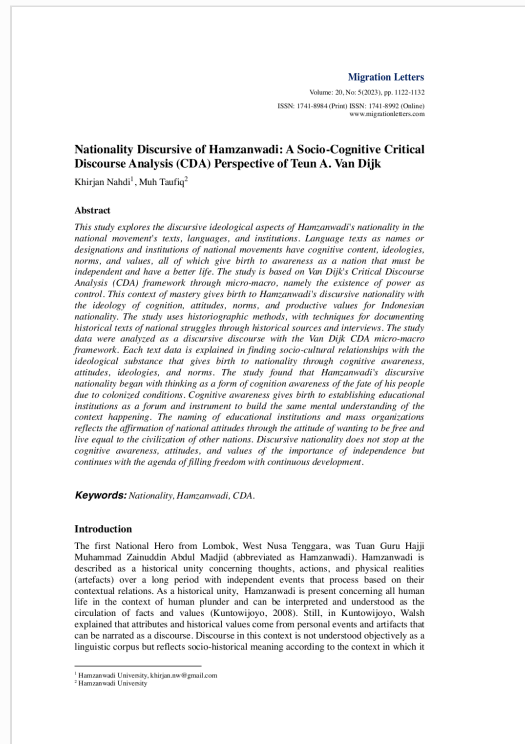 Migration Letters
Volume: 20, No: 5(2023), pp. 1122-1132
ISSN: 1741-8984 (Print) ISSN: 1741-8992 (Online)
www.migrationletters.com
Nationality Discursive of Hamzanwadi: A Socio-Cognitive Critical
Discourse Analysis (CDA) Perspective of Teun A. Van Dijk
Khirjan Nahdi1, Muh Taufiq2
Abstract
This study explores the discursive ideological aspects of Hamzanwadi's nationality in the
national movement's texts, languages, and institutions. Language texts as names or
designations and institutions of national movements have cognitive content, ideologies,
norms, and values, all of which give birth to awareness as a nation that must be
independent and have a better life. The study is based on Van Dijk's Critical Discourse
Analysis (CDA) framework through micro-macro, namely the existence of power as
control. This context of mastery gives birth to Hamzanwadi's discursive nationality with
the ideology of cognition, attitudes, norms, and productive values for Indonesian
nationality. The study uses historiographic methods, with techniques for documenting
historical texts of national struggles through historical sources and interviews. The study
data were analyzed as a discursive discourse with the Van Dijk CDA micro-macro
framework. Each text data is explained in finding socio-cultural relationships with the
ideological substance that gives birth to nationality through cognitive awareness,
attitudes, ideologies, and norms. The study found that Hamzanwadi's discursive
nationality began with thinking as a form of cognition awareness of the fate of his people
due to colonized conditions. Cognitive awareness gives birth to establishing educational
institutions as a forum and instrument to build the same mental understanding of the
context happening. The naming of educational institutions and mass organizations
reflects the affirmation of national attitudes through the attitude of wanting to be free and
live equal to the civilization of other nations. Discursive nationality does not stop at the
cognitive awareness, attitudes, and values of the importance of independence but
continues with the agenda of filling freedom with continuous development.
Keywords: Nationality, Hamzanwadi, CDA.
Introduction
The first National Hero from Lombok, West Nusa Tenggara, was Tuan Guru Hajji
Muhammad Zainuddin Abdul Madjid (abbreviated as Hamzanwadi). Hamzanwadi is
described as a historical unity concerning thoughts, actions, and physical realities
(artefacts) over a long period with independent events that process based on their
contextual relations. As a historical unity, Hamzanwadi is present concerning all human
life in the context of human plunder and can be interpreted and understood as the
circulation of facts and values (Kuntowijoyo, 2008). Still, in Kuntowijoyo, Walsh
explained that attributes and historical values come from personal events and artifacts that
can be narrated as a discourse. Discourse in this context is not understood objectively as a
linguistic corpus but reflects socio-historical meaning according to the context in which it
1 Hamzanwadi University, khirjan.nw@gmail.com
2 Hamzanwadi University